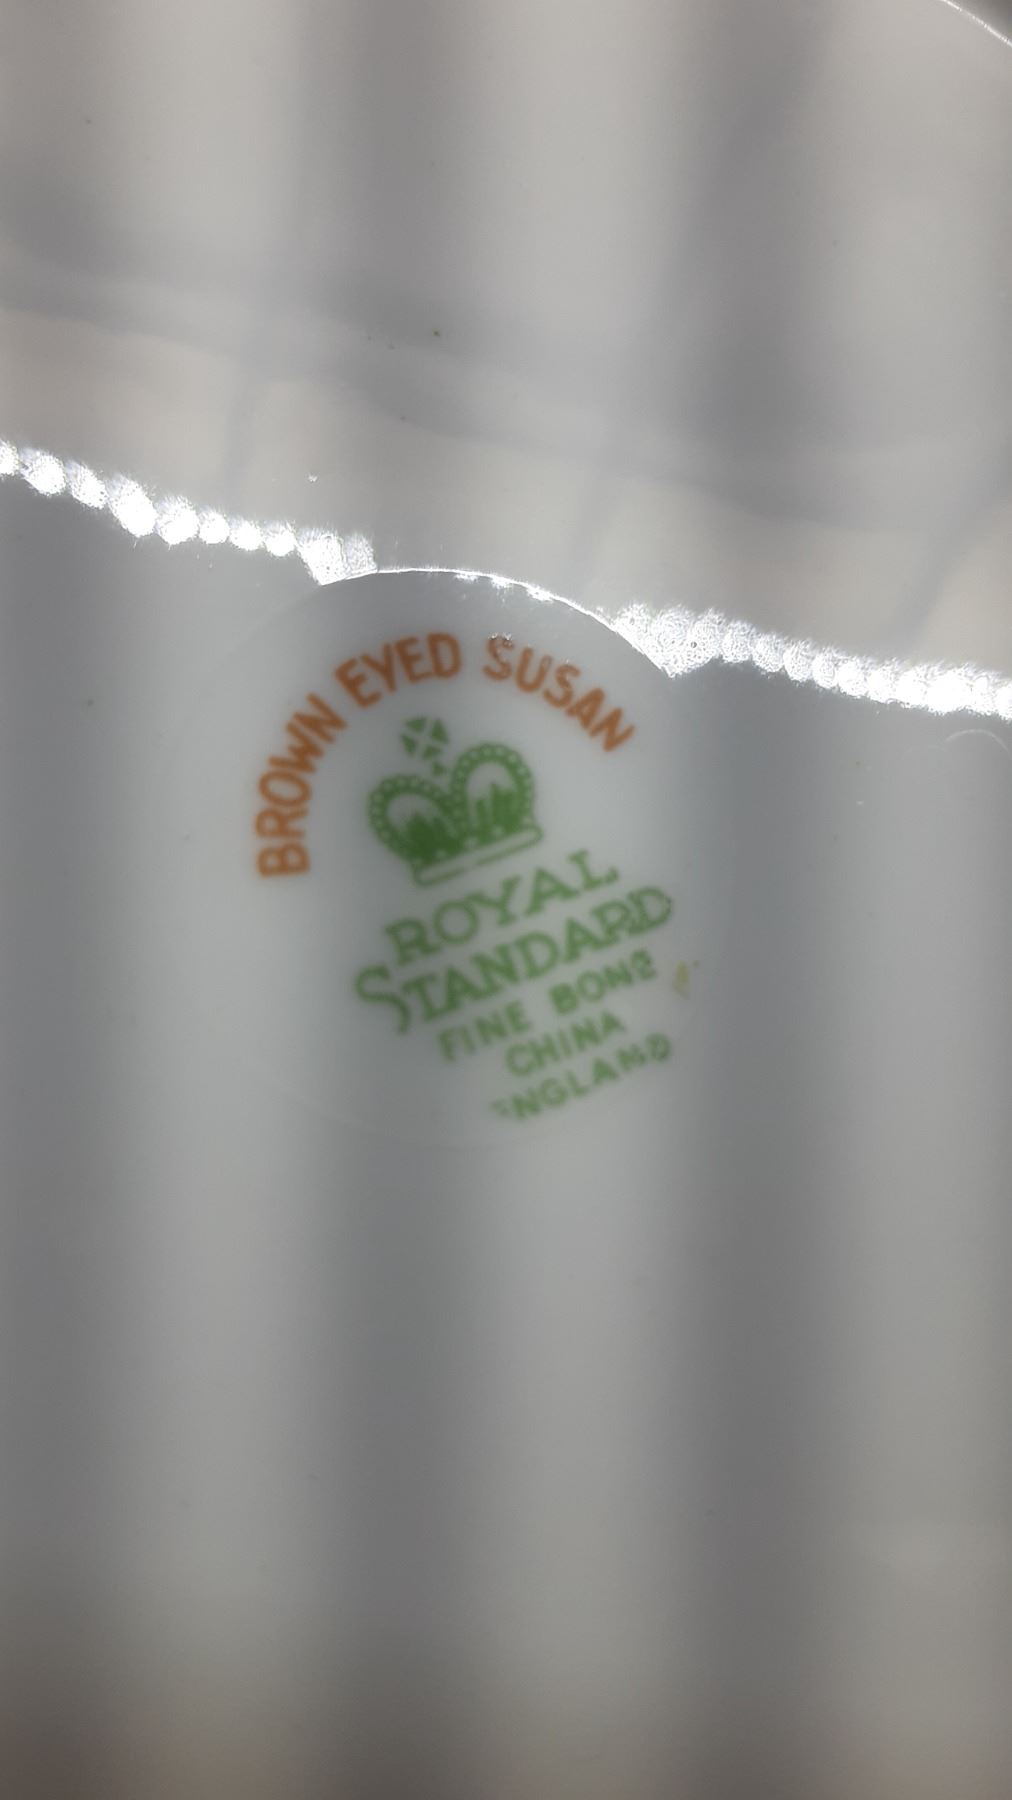 BROWN EYED SUSAN
ROYAL
STANDARD
FINE BONE
CHINA
ENGLAND